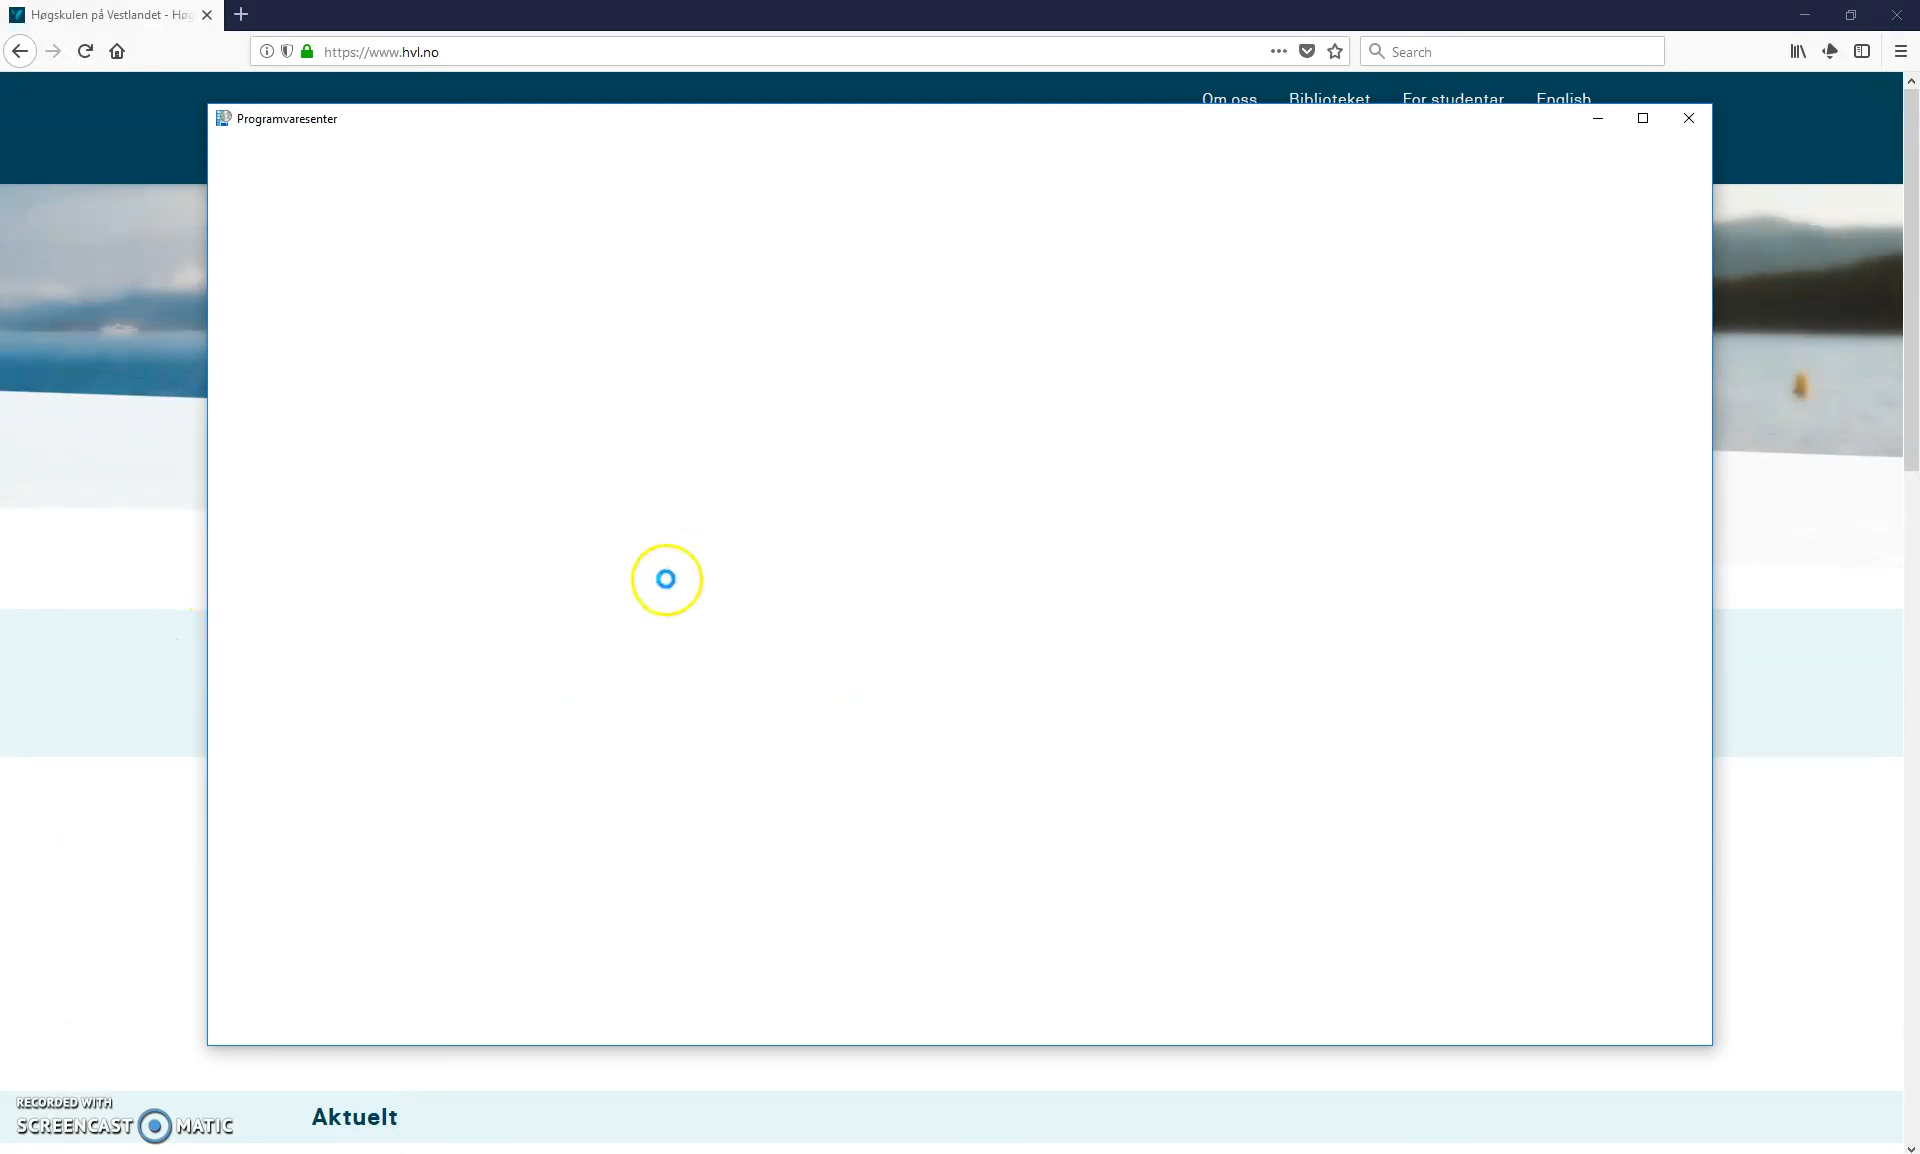 Høgskulen på Vestlandet - Høg
https://www.hvl.no
Search
Om oss
Biblioteket
For studentar
English
Programvaresenter
RECORDED WITH
SCREENCAST MATIC
Aktuelt